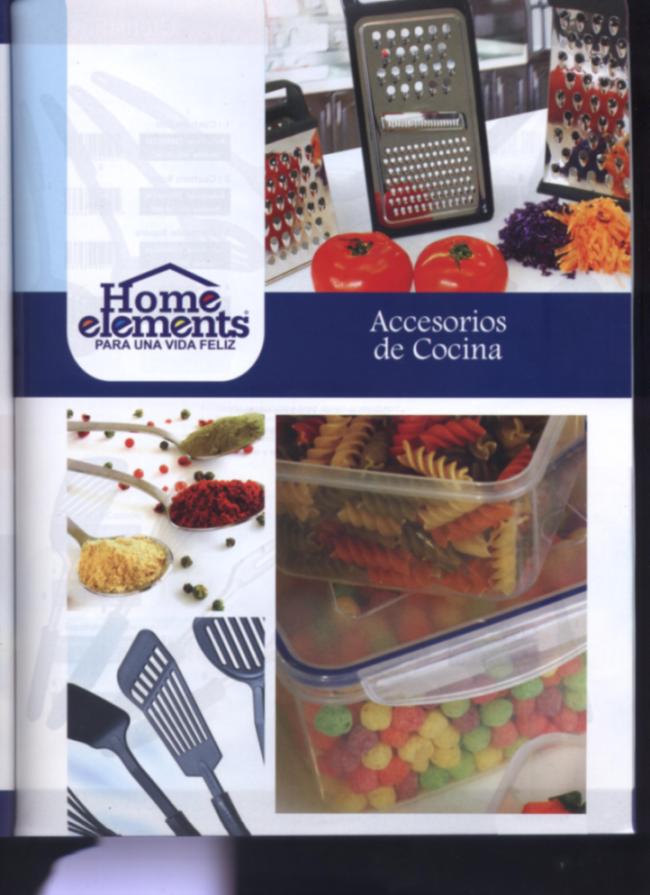 Home
elements®
PARA UNA VIDA FELIZ
Accesorios
de Cocina